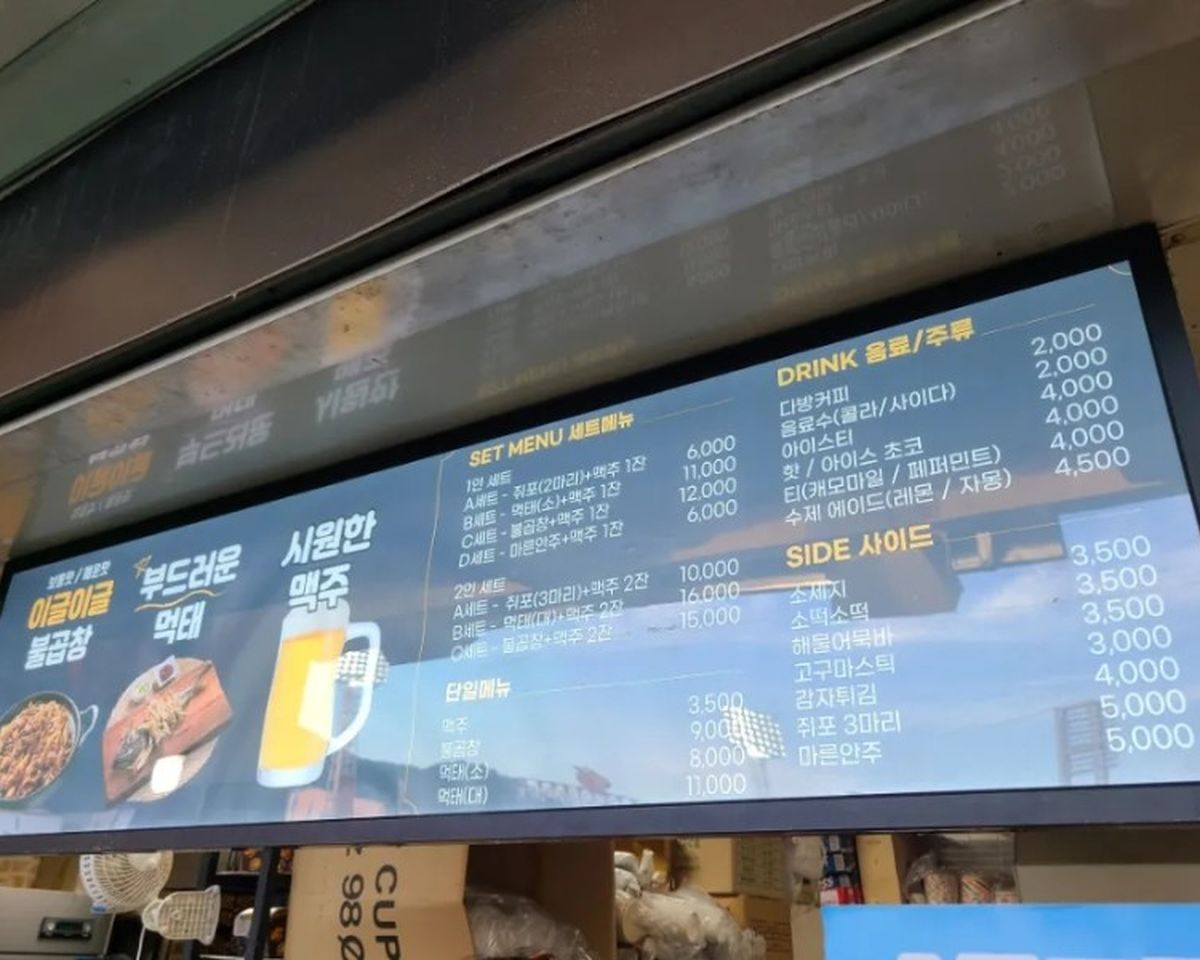 보통맛 / 매운맛
이글이글
불곱창
부드러운
먹태
시원한
맥주
SET MENU 세트메뉴
1인 세트
A세트 - 쥐포(2마리)+맥주 1잔 6,000
B세트 - 먹태(소)+맥주 1잔 11,000
C세트 - 불곱창+맥주 1잔 12,000
D세트 - 마른안주+맥주 1잔 6,000
2인 세트
A세트 - 쥐포(3마리)+맥주 2잔 10,000
B세트 - 먹태(대)+맥주 2잔 16,000
C세트 - 불곱창+맥주 2잔 15,000
단일메뉴
맥주 3,500
불곱창 9,000
먹태(소) 8,000
먹태(대) 11,000
DRINK 음료/주류
다방커피 2,000
음료수(콜라/사이다) 2,000
아이스티 4,000
핫 / 아이스 초코 4,000
티(캐모마일 / 페퍼민트) 4,000
수제 에이드(레몬 / 자몽) 4,500
SIDE 사이드
소세지 3,500
소떡소떡 3,500
해물어묵바 3,500
고구마스틱 3,000
감자튀김 4,000
쥐포 3마리 5,000
마른안주 5,000
CUP
98Ø